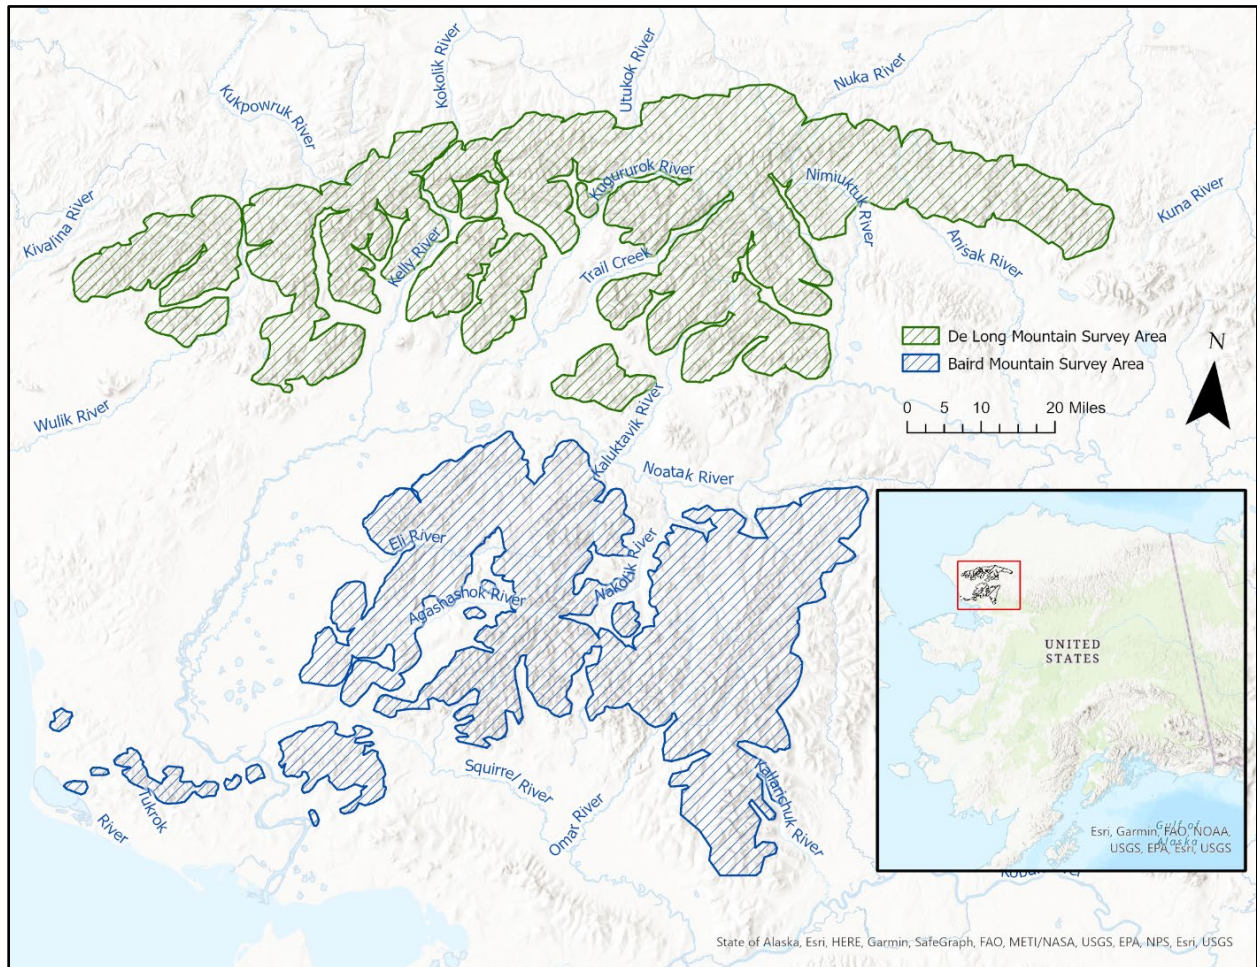 Kokolik River
Utukok River
Nuka River
Kukpowruk River
Kugururok River
Nimiuktuk River
Kuna River
Kivalina River
Kelly River
Trail Creek
Anisak River
De Long Mountain Survey Area
Baird Mountain Survey Area
N
0 5 10 20 Miles
Wulik River
Kaluktavik River
Noatak River
Eli River
Agashashok River
Nakolik River
Squirrel River
Omar River
Kallarichuk River
Tukrok
River
UNITED
STATES
Gulf of
Alaska
Esri, Garmin, FAO, NOAA,
USGS, EPA, Esri, USGS
State of Alaska, Esri, HERE, Garmin, SafeGraph, FAO, METI/NASA, USGS, EPA, NPS, Esri, USGS